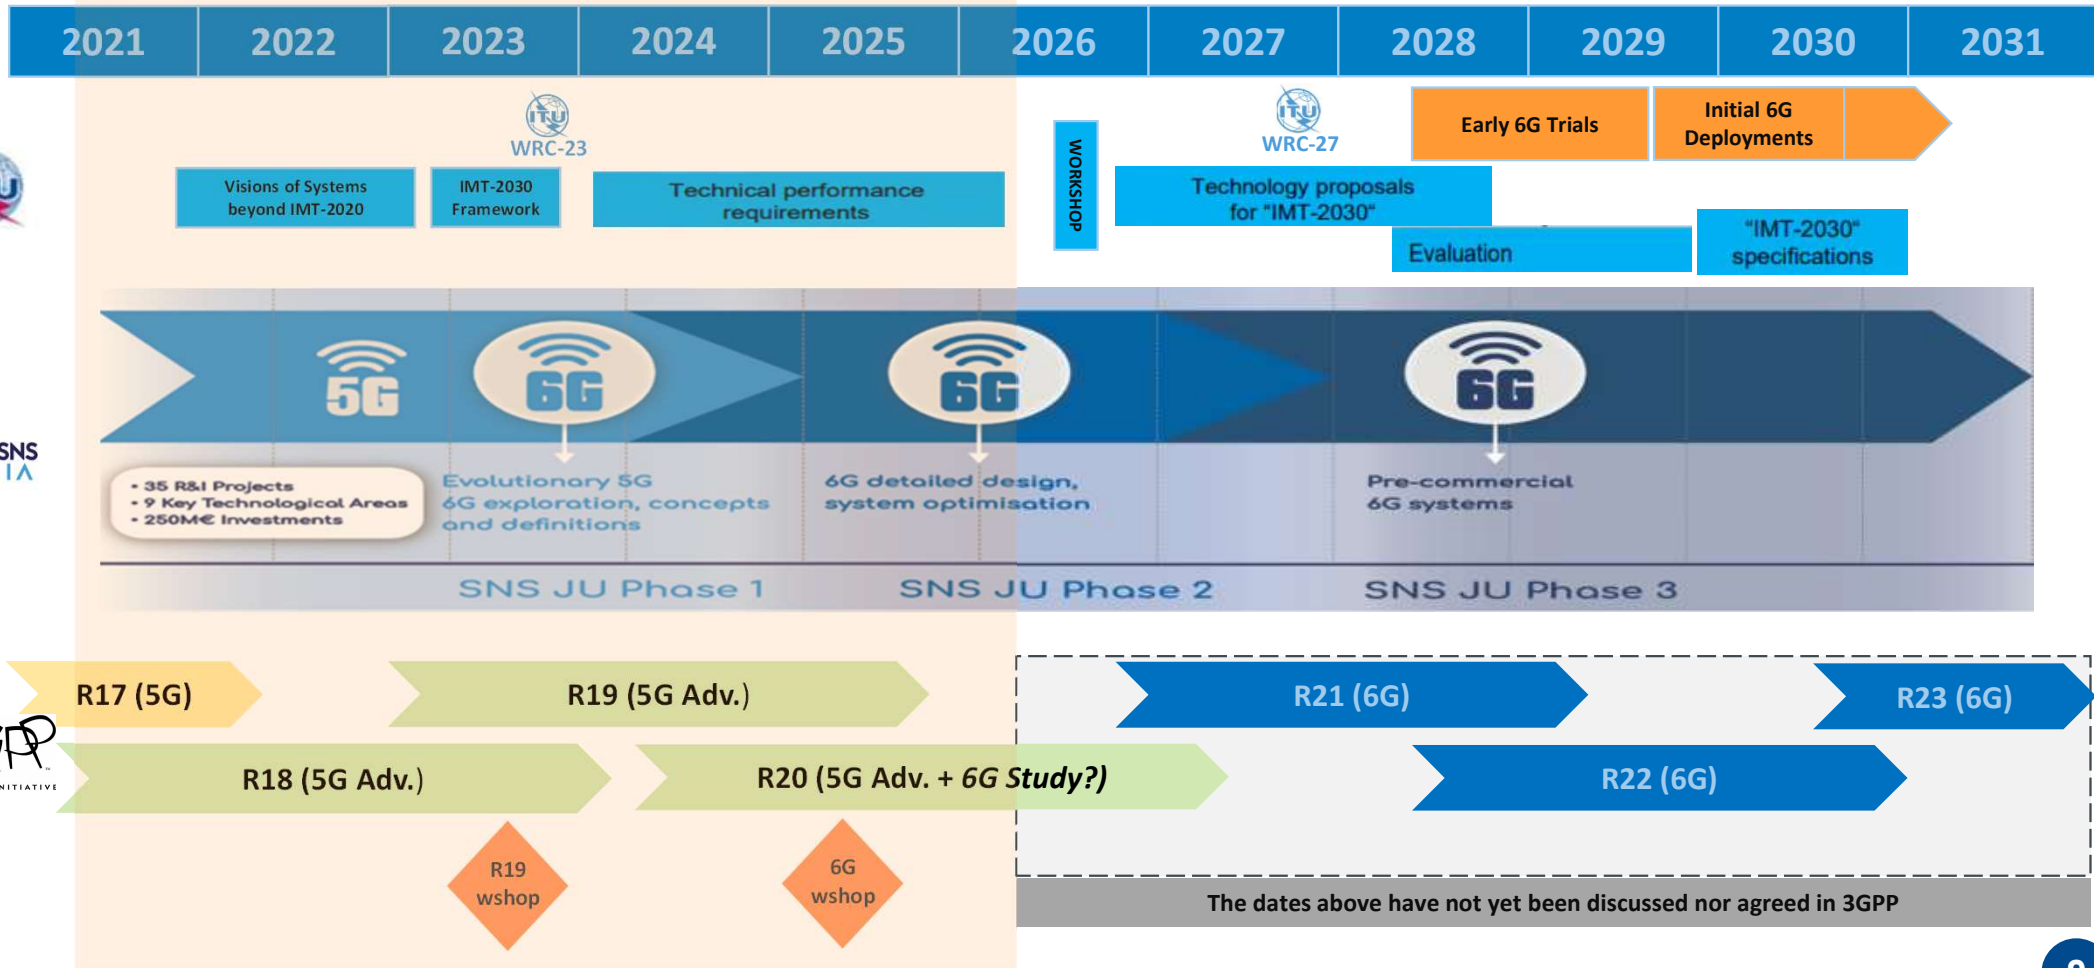 2021 2022 2023 2024 2025 2026 2027 2028 2029 2030 2031
ITU
WRC-23
ITU
WRC-27
Early 6G Trials
Initial 6G
Deployments
Visions of Systems
beyond IMT-2020
IMT-2030
Framework
Technical performance
requirements
WORKSHOP
Technology proposals
for "IMT-2030"
Evaluation
"IMT-2030"
specifications
5G
6G
6G
6G
SNS
IA
• 35 R&I Projects
• 9 Key Technological Areas
• 250M€ Investments
Evolutionary 5G
6G exploration, concepts
and definitions
6G detailed design,
system optimisation
Pre-commercial
6G systems
SNS JU Phase 1
SNS JU Phase 2
SNS JU Phase 3
R17 (5G)
R19 (5G Adv.)
R21 (6G)
R23 (6G)
R18 (5G Adv.)
R20 (5G Adv. + 6G Study?)
R22 (6G)
R19
wshop
6G
wshop
The dates above have not yet been discussed nor agreed in 3GPP